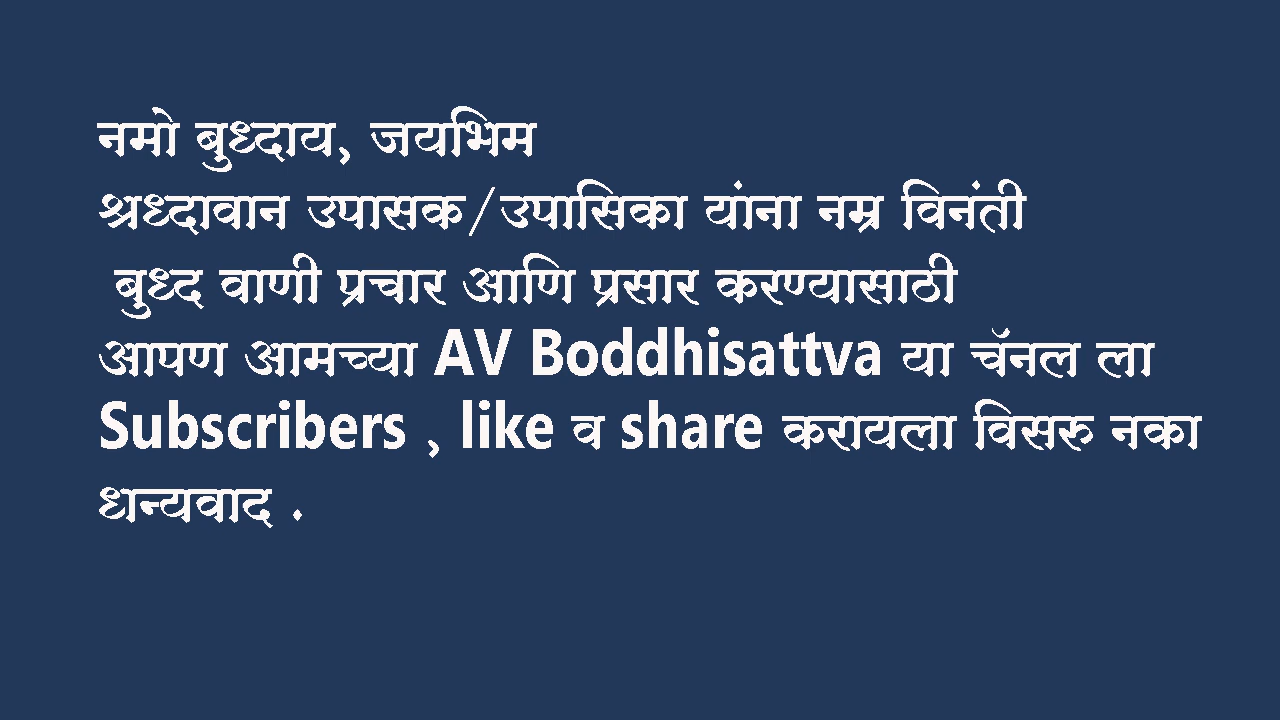 नमो बुध्दाय, जयभिम
श्रध्दावान उपासक/उपासिका यांना नम्र विनंती
बुध्द वाणी प्रचार आणि प्रसार करण्यासाठी
आपण आमच्या AV Boddhisattva या चॅनल ला
Subscribers , like व share करायला विसरु नका
धन्यवाद .